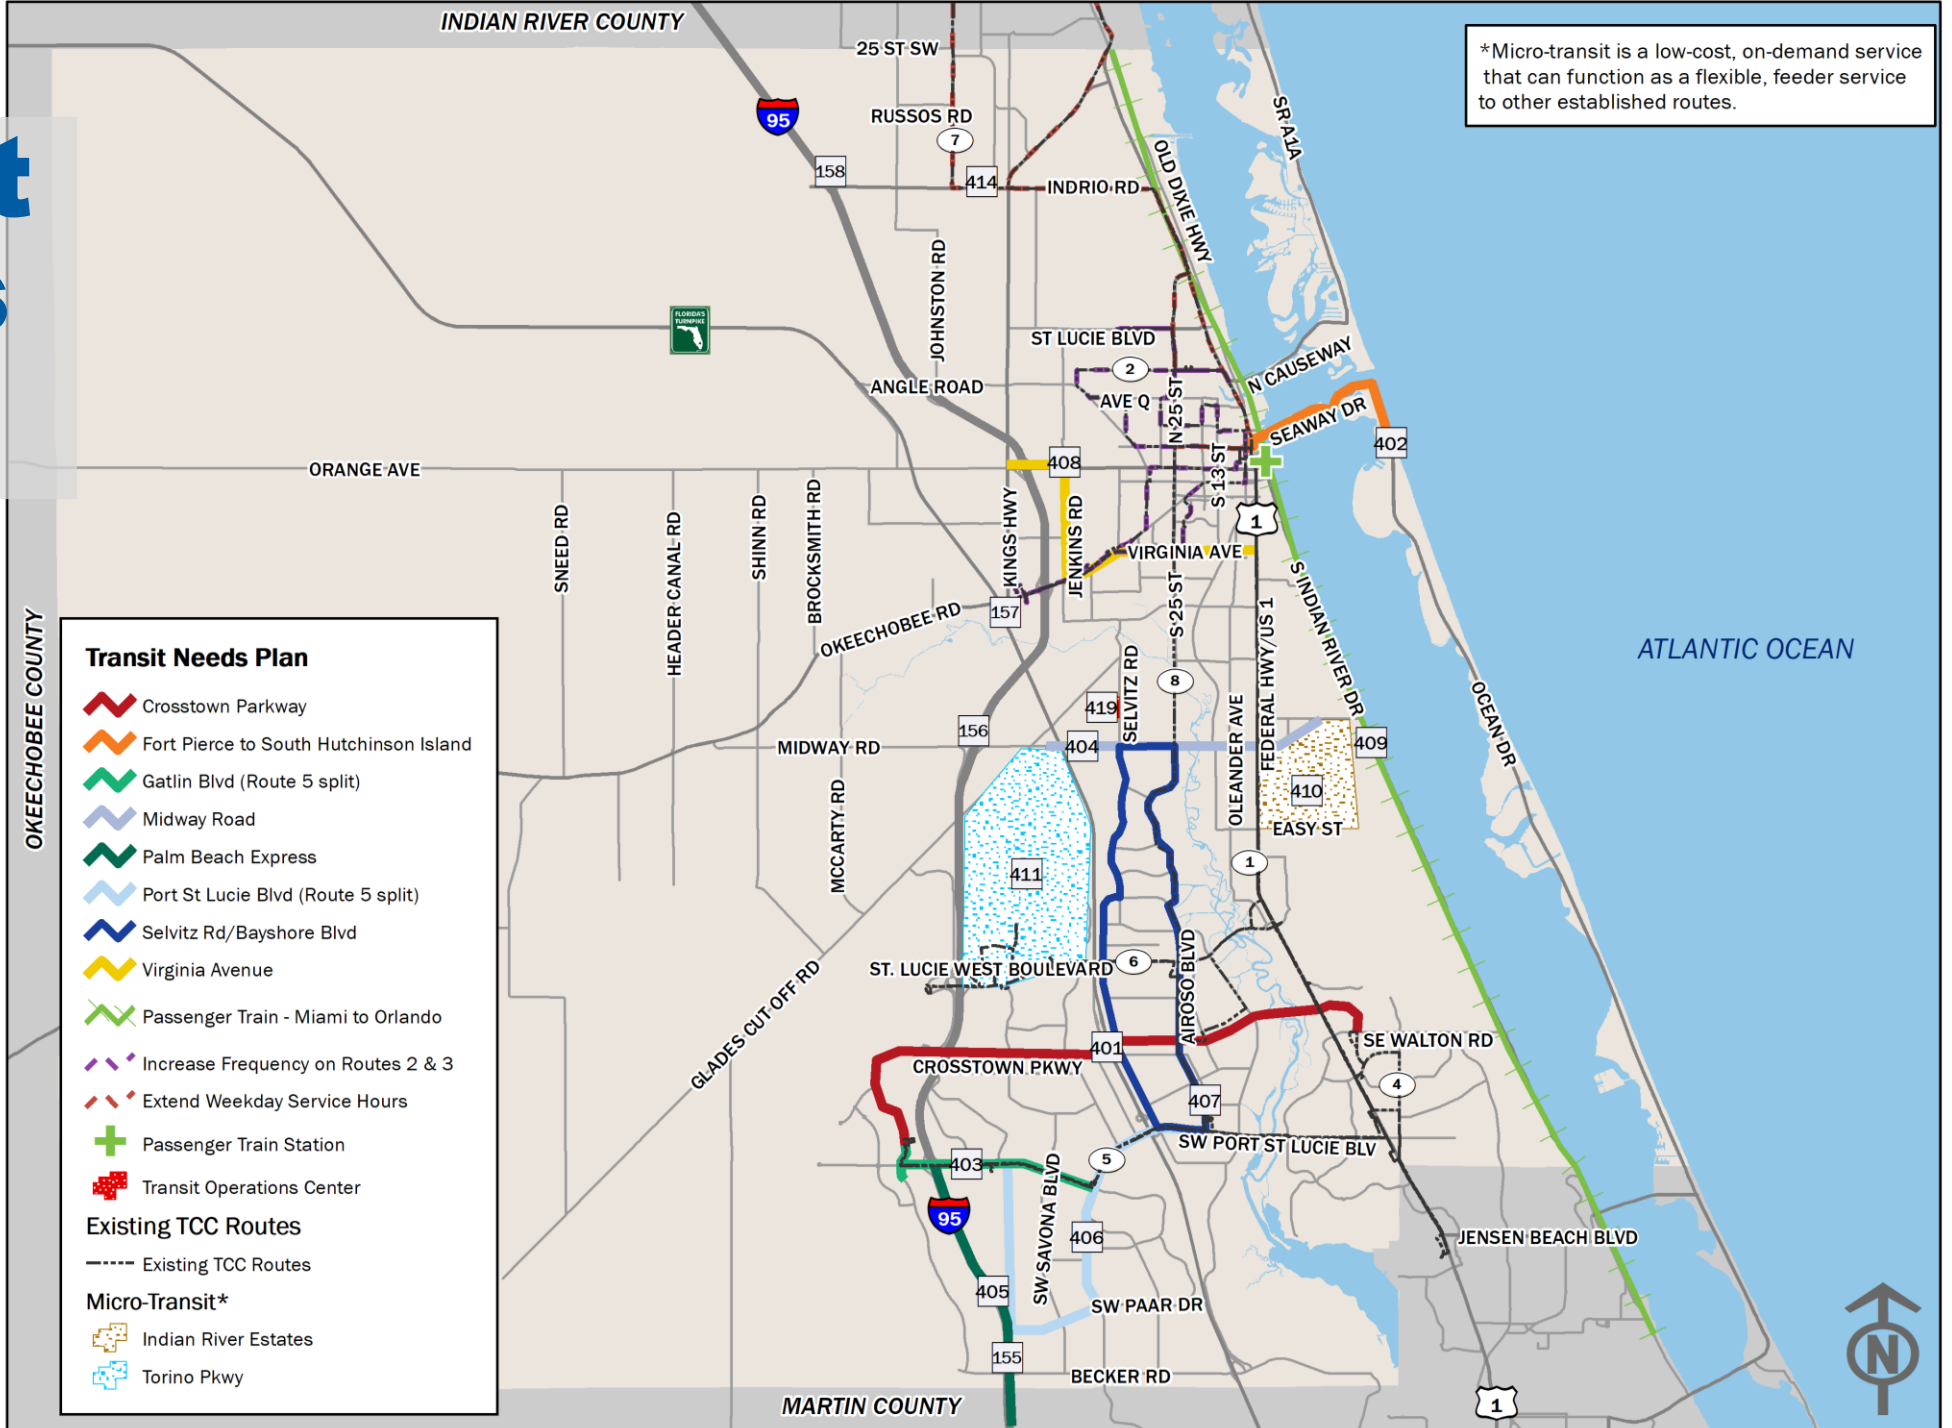 INDIAN RIVER COUNTY
25 ST SW
*Micro-transit is a low-cost, on-demand service
that can function as a flexible, feeder service
to other established routes.
95
RUSSOS RD
7
SR A1A
t
158
414
INDRIO RD
OLD DIXIE HWY
JOHNSTON RD
s
FLORIDA'S
TURNPIKE
ST LUCIE BLVD
N CAUSEWAY
2
ANGLE ROAD
AVE Q
N 25 ST
SEAWAY DR
402
ORANGE AVE
408
S 13 ST
SNEED RD
HEADER CANAL RD
SHINN RD
BROCKSMITH RD
KINGS HWY
JENKINS RD
1
VIRGINIA AVE
157
OKEECHOBEE RD
S 25 ST
S INDIAN RIVER DR
OKEECHOBEE COUNTY
ATLANTIC OCEAN
FEDERAL HWY/US 1
SELVITZ RD
8
419
OLEANDER AVE
OCEAN DR
156
MIDWAY RD
404
409
MCCARTY RD
410
EASY ST
1
411
ST. LUCIE WEST BOULEVARD
6
AIROSO BLVD
GLADES CUT OFF RD
401
SE WALTON RD
CROSSTOWN PKWY
4
407
SW PORT ST LUCIE BLV
403
5
SW SAVONA BLVD
95
406
JENSEN BEACH BLVD
405
SW PAAR DR
155
BECKER RD
MARTIN COUNTY
1
N
Transit Needs Plan
Crosstown Parkway
Fort Pierce to South Hutchinson Island
Gatlin Blvd (Route 5 split)
Midway Road
Palm Beach Express
Port St Lucie Blvd (Route 5 split)
Selvitz Rd/Bayshore Blvd
Virginia Avenue
Passenger Train - Miami to Orlando
Increase Frequency on Routes 2 & 3
Extend Weekday Service Hours
Passenger Train Station
Transit Operations Center
Existing TCC Routes
Existing TCC Routes
Micro-Transit*
Indian River Estates
Torino Pkwy